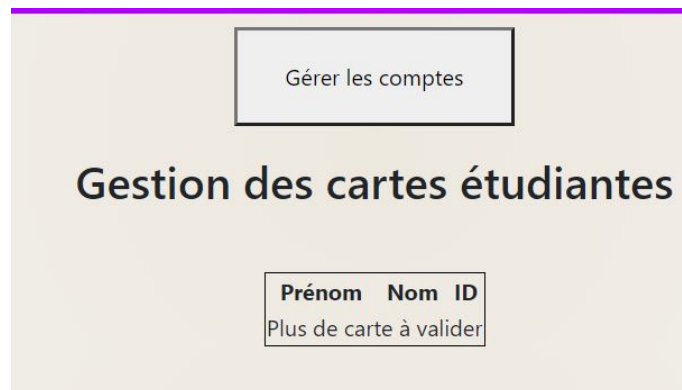 Gérer les comptes
Gestion des cartes étudiantes
Prénom Nom ID
Plus de carte à valider